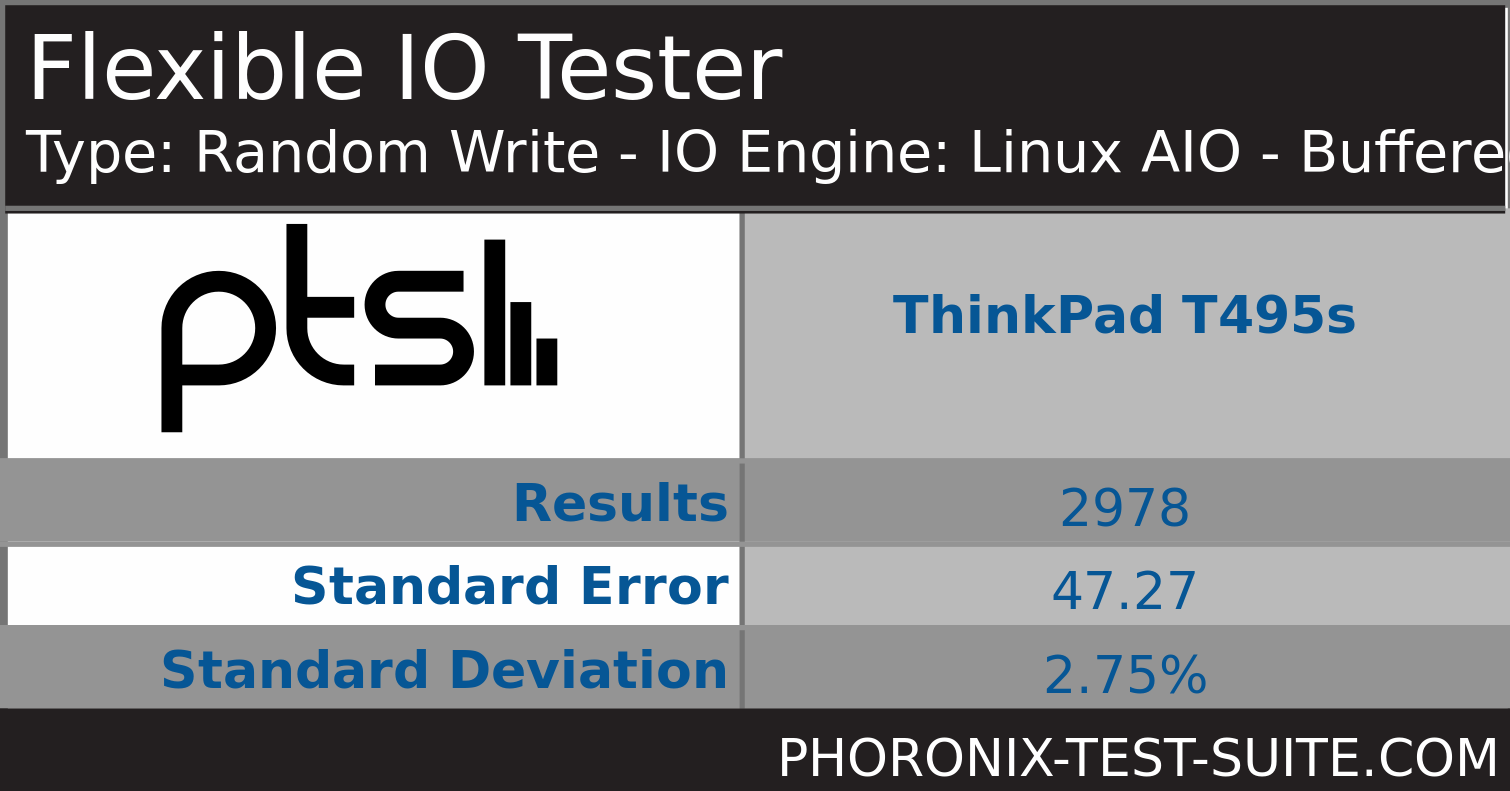 Flexible IO Tester
Type: Random Write - IO Engine: Linux AIO - Buffere
pts
ThinkPad T495s
Results 2978
Standard Error 47.27
Standard Deviation 2.75%
PHORONIX-TEST-SUITE.COM